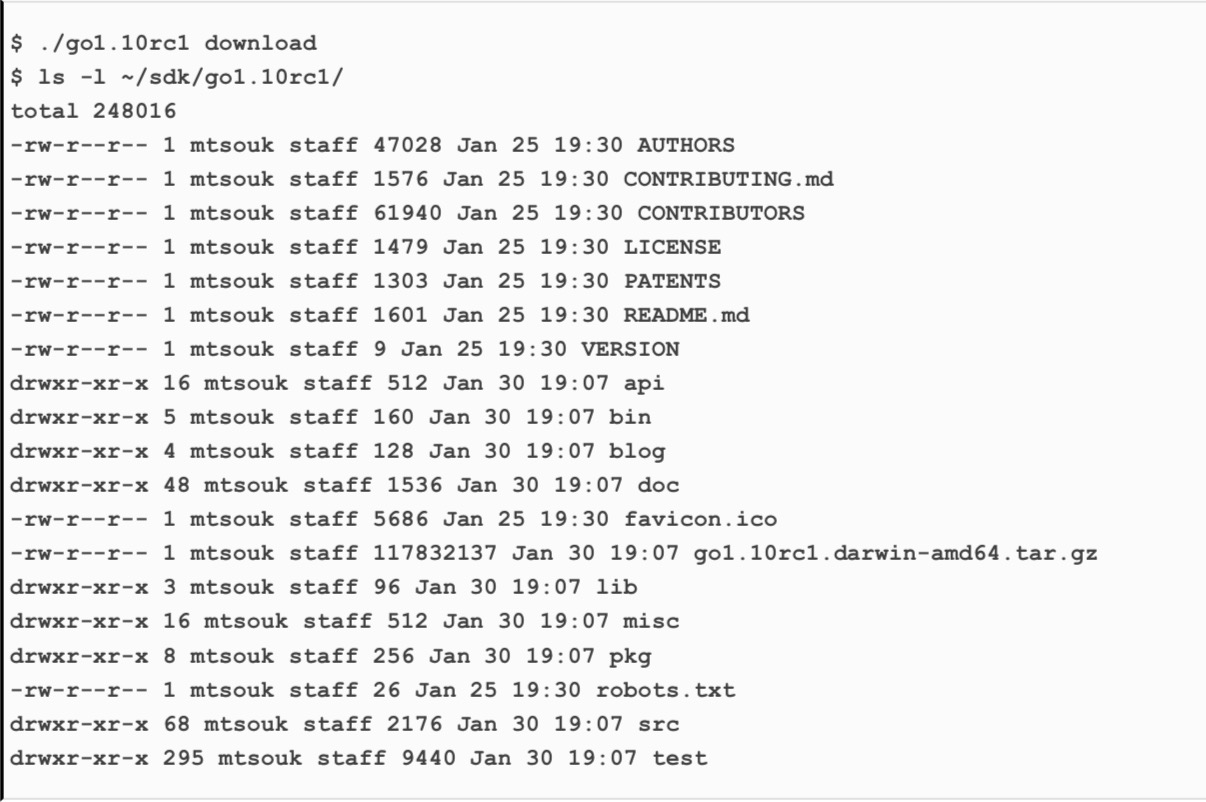 $ ./go1.10rc1 download
$ ls -l ~/sdk/go1.10rc1/
total 248016
-rw-r--r-- 1 mtsouk staff 47028 Jan 25 19:30 AUTHORS
-rw-r--r-- 1 mtsouk staff 1576 Jan 25 19:30 CONTRIBUTING.md
-rw-r--r-- 1 mtsouk staff 61940 Jan 25 19:30 CONTRIBUTORS
-rw-r--r-- 1 mtsouk staff 1479 Jan 25 19:30 LICENSE
-rw-r--r-- 1 mtsouk staff 1303 Jan 25 19:30 PATENTS
-rw-r--r-- 1 mtsouk staff 1601 Jan 25 19:30 README.md
-rw-r--r-- 1 mtsouk staff 9 Jan 25 19:30 VERSION
drwxr-xr-x 16 mtsouk staff 512 Jan 30 19:07 api
drwxr-xr-x 5 mtsouk staff 160 Jan 30 19:07 bin
drwxr-xr-x 4 mtsouk staff 128 Jan 30 19:07 blog
drwxr-xr-x 48 mtsouk staff 1536 Jan 30 19:07 doc
-rw-r--r-- 1 mtsouk staff 5686 Jan 25 19:30 favicon.ico
-rw-r--r-- 1 mtsouk staff 117832137 Jan 30 19:07 go1.10rc1.darwin-amd64.tar.gz
drwxr-xr-x 3 mtsouk staff 96 Jan 30 19:07 lib
drwxr-xr-x 16 mtsouk staff 512 Jan 30 19:07 misc
drwxr-xr-x 8 mtsouk staff 256 Jan 30 19:07 pkg
-rw-r--r-- 1 mtsouk staff 26 Jan 25 19:30 robots.txt
drwxr-xr-x 68 mtsouk staff 2176 Jan 30 19:07 src
drwxr-xr-x 295 mtsouk staff 9440 Jan 30 19:07 test